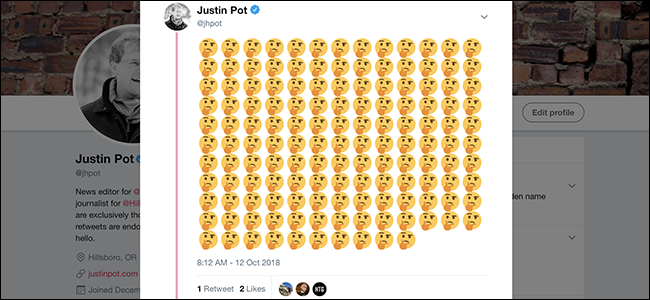 Justin Pot
@jhpot
🤔🤔🤔🤔🤔🤔🤔🤔🤔🤔🤔🤔🤔
🤔🤔🤔🤔🤔🤔🤔🤔🤔🤔🤔🤔🤔
🤔🤔🤔🤔🤔🤔🤔🤔🤔🤔🤔🤔🤔
🤔🤔🤔🤔🤔🤔🤔🤔🤔🤔🤔🤔🤔
🤔🤔🤔🤔🤔🤔🤔🤔🤔🤔🤔🤔🤔
🤔🤔🤔🤔🤔🤔🤔🤔🤔🤔🤔🤔🤔
🤔🤔🤔🤔🤔🤔🤔🤔🤔🤔🤔🤔🤔
🤔🤔🤔🤔🤔🤔🤔🤔🤔🤔🤔🤔🤔
🤔🤔🤔🤔🤔🤔🤔🤔🤔🤔🤔🤔🤔
🤔🤔🤔🤔🤔🤔🤔🤔🤔🤔🤔🤔🤔
🤔🤔🤔🤔🤔🤔🤔🤔🤔🤔
8:12 AM - 12 Oct 2018
1 Retweet 2 Likes HTG
Justin Pot
@jhpot
News editor for @
journalist for @Hil
are exclusively tho
retweets are endo
hello.
Hillsboro, OR
justinpot.com
Joined Decem
Edit profile
den name